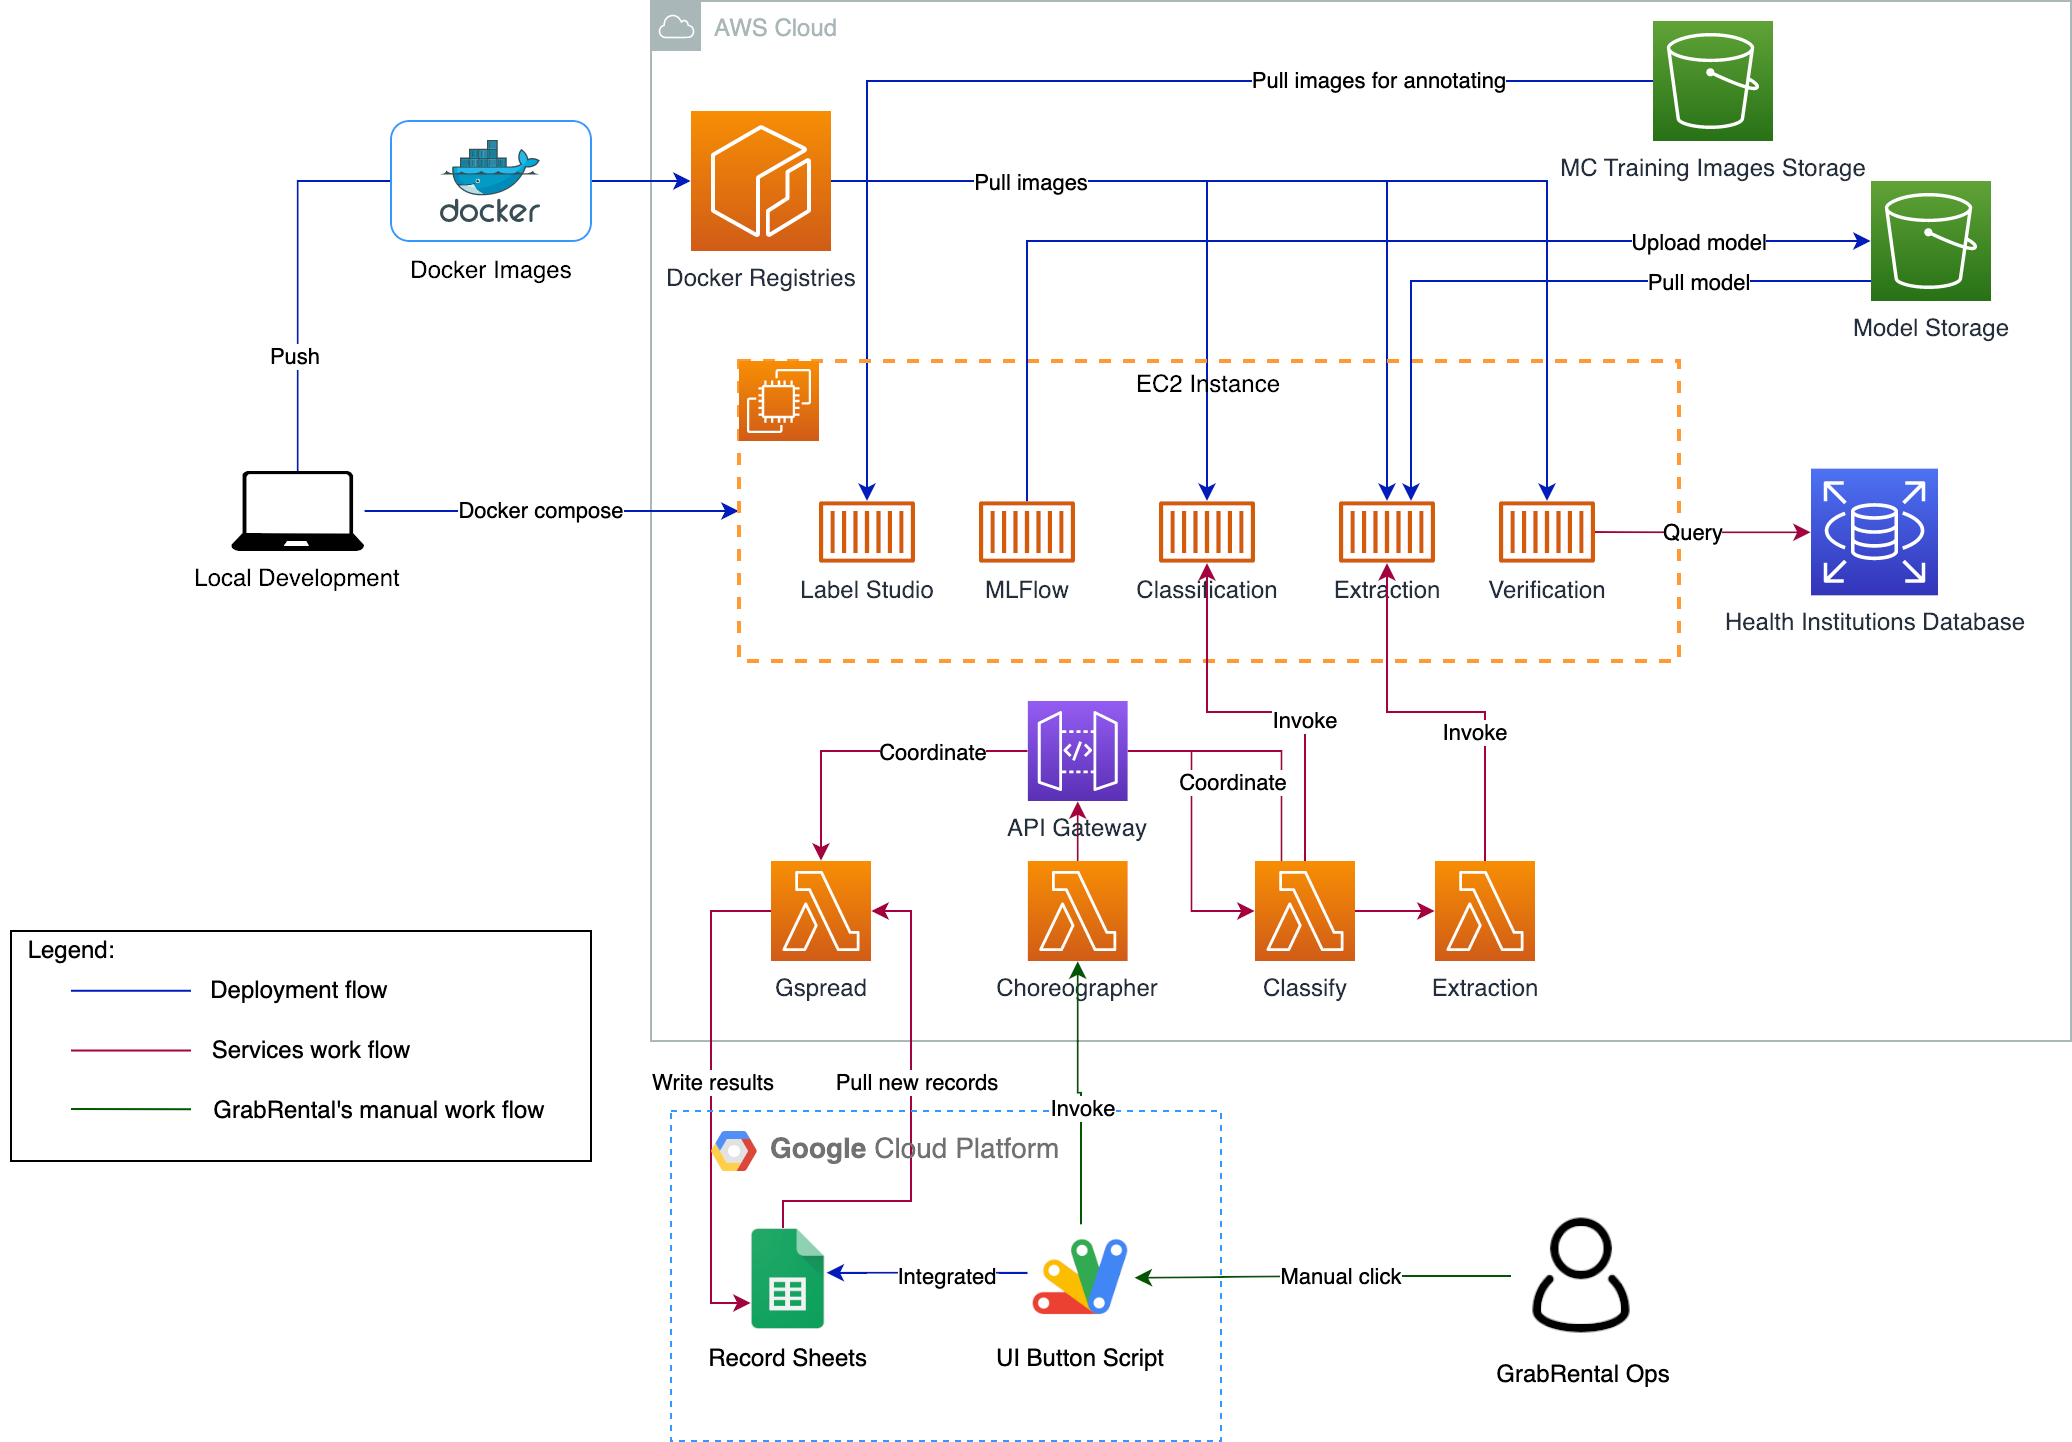 AWS Cloud
Pull images for annotating
MC Training Images Storage
docker
Docker Images
Docker Registries
Pull images
Upload model
Pull model
Model Storage
Push
EC2 Instance
Docker compose
Local Development
Label Studio
MLFlow
Classification
Extraction
Verification
Query
Health Institutions Database
Invoke
Invoke
Coordinate
</>
Coordinate
API Gateway
Gspread
Choreographer
Classify
Extraction
Legend:
Deployment flow
Services work flow
GrabRental's manual work flow
Write results
Pull new records
Invoke
Google Cloud Platform
Integrated
Manual click
Record Sheets
UI Button Script
GrabRental Ops